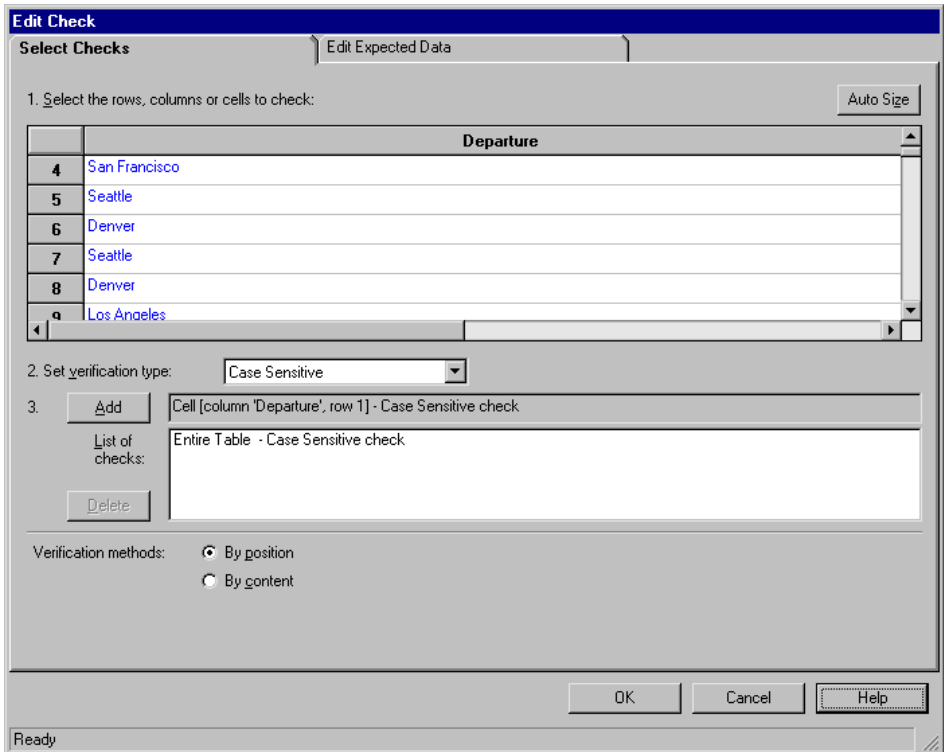 Edit Check
Select Checks
Edit Expected Data
1. Select the rows, columns or cells to check:
Auto Size
Departure
4 San Francisco
5 Seattle
6 Denver
7 Seattle
8 Denver
9 Los Angeles
2. Set verification type: Case Sensitive
3. Add Cell [column 'Departure', row 1] - Case Sensitive check
List of checks: Entire Table - Case Sensitive check
Delete
Verification methods: By position
By content
OK Cancel Help
Ready